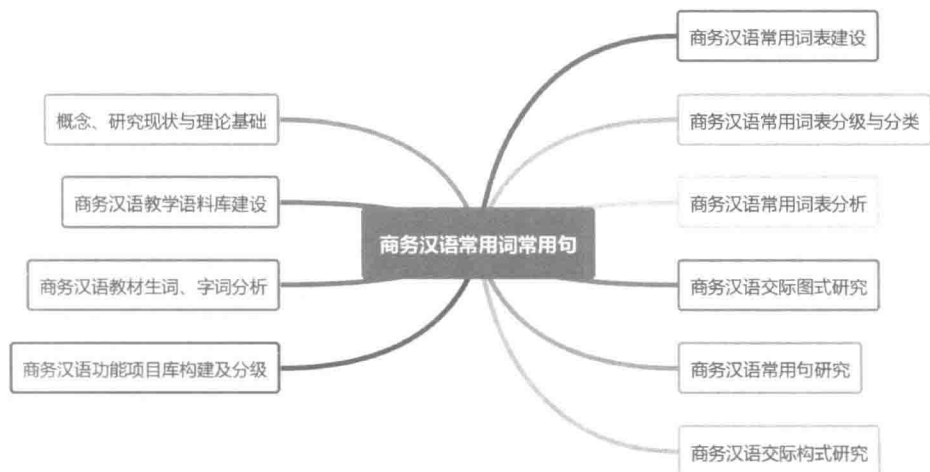 概念、研究现状与理论基础
商务汉语教学语料库建设
商务汉语教材生词、字词分析
商务汉语功能项目库构建及分级
商务汉语常用词常用句
商务汉语常用词表建设
商务汉语常用词表分级与分类
商务汉语常用词表分析
商务汉语交际图式研究
商务汉语常用句研究
商务汉语交际构式研究